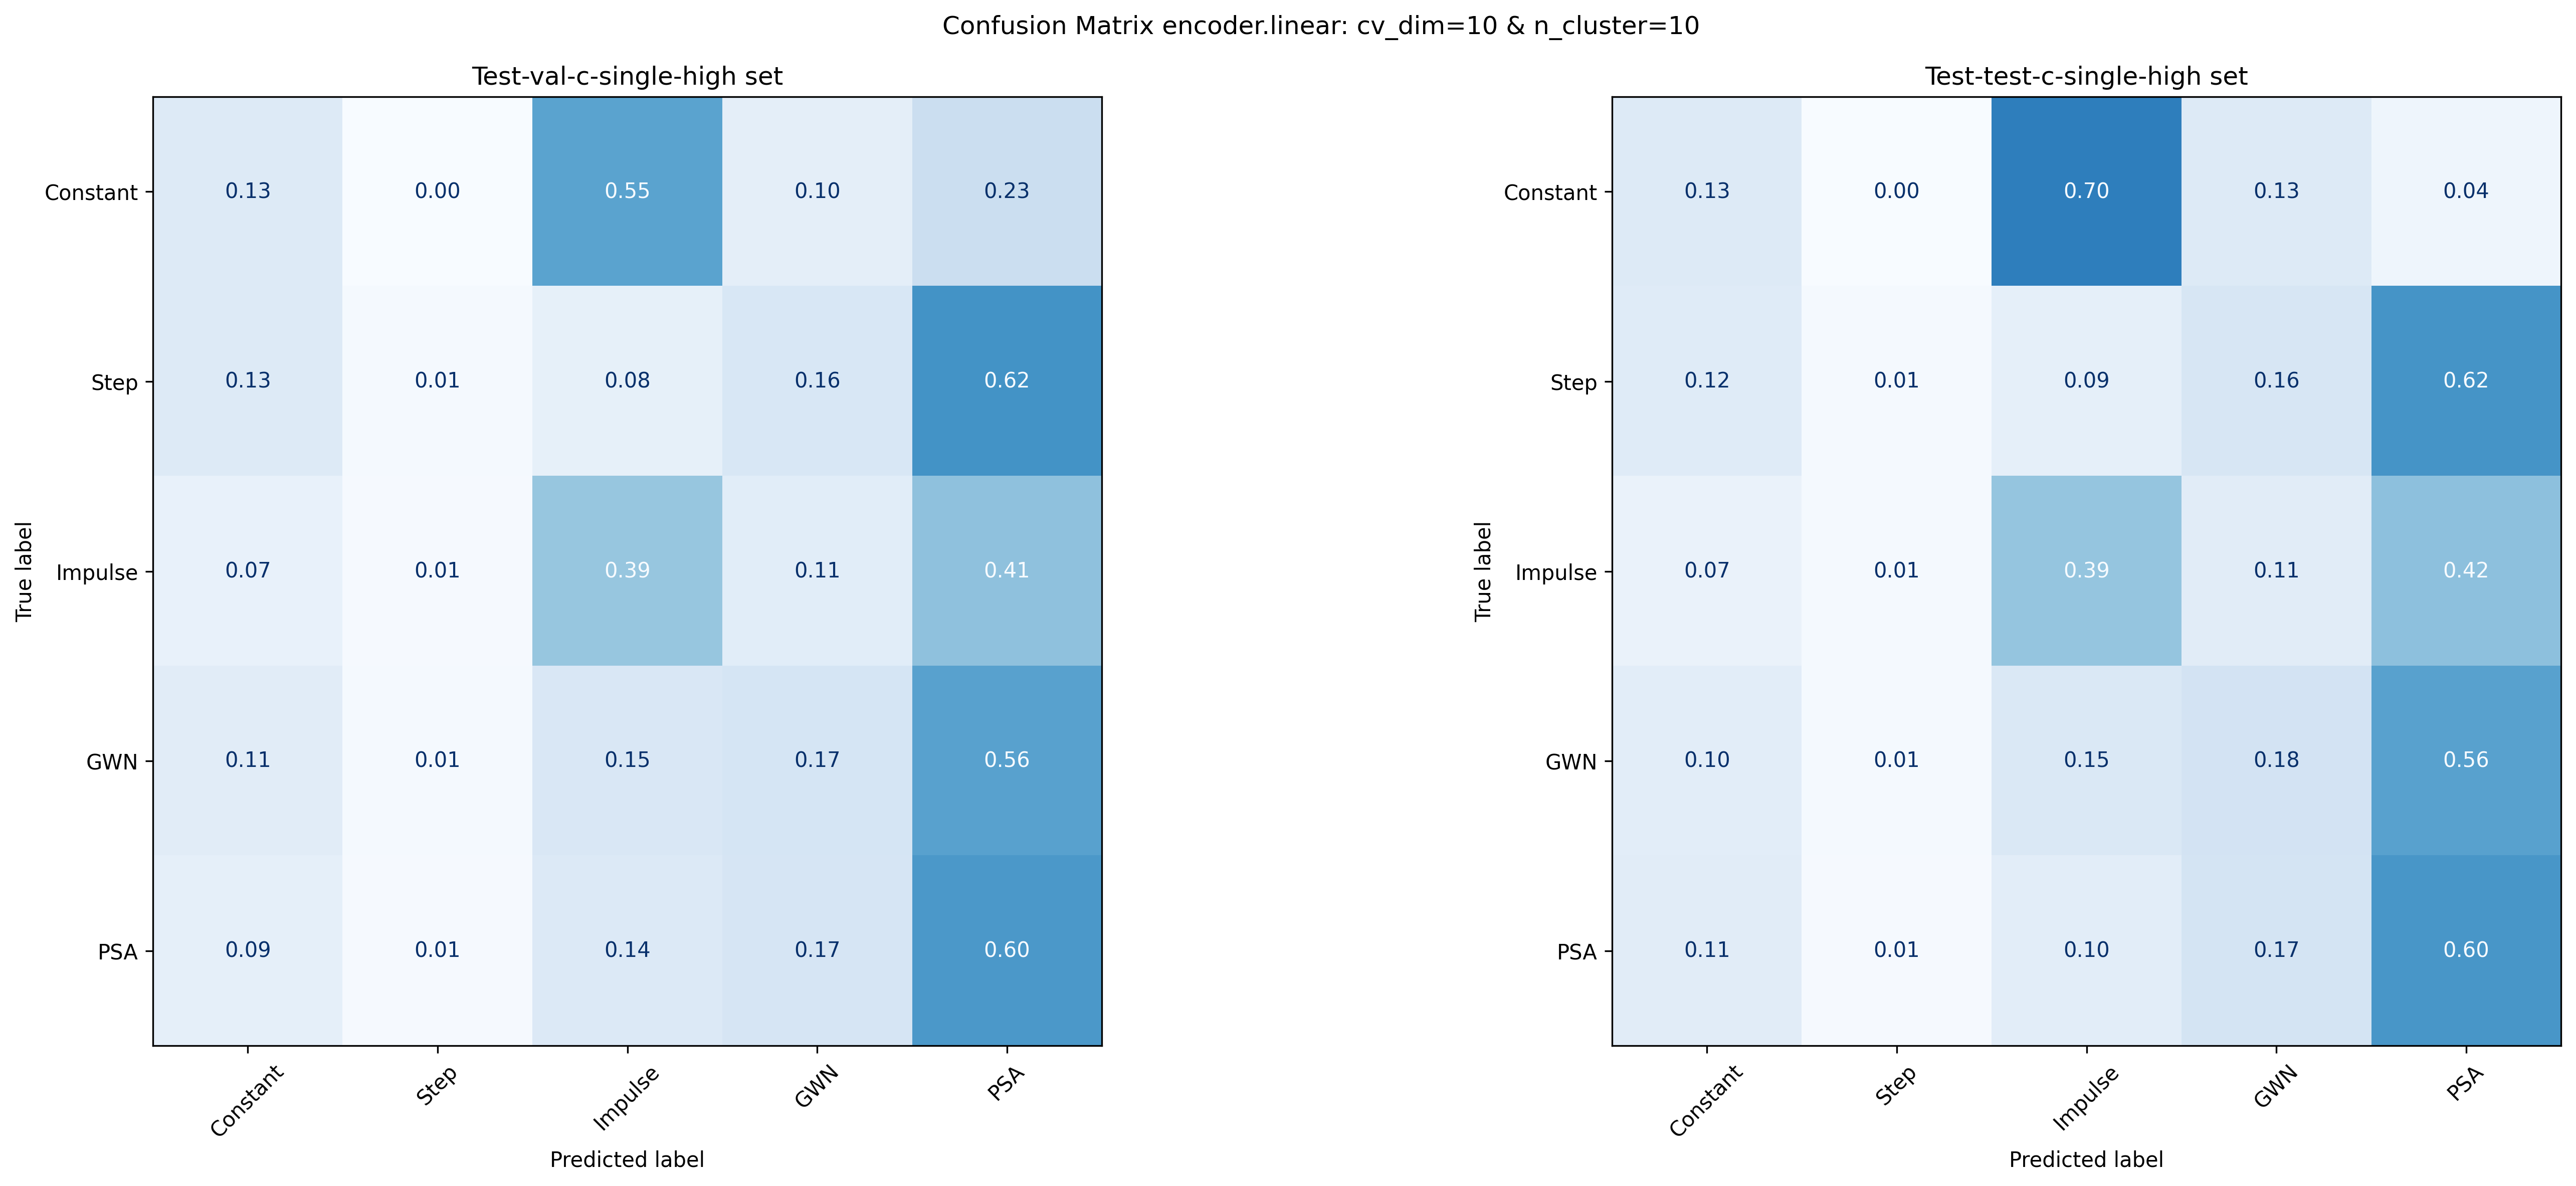 Confusion Matrix encoder.linear: cv_dim=10 & n_cluster=10
Test-val-c-single-high set
True label
Constant 0.13 0.00 0.55 0.10 0.23
Step 0.13 0.01 0.08 0.16 0.62
Impulse 0.07 0.01 0.39 0.11 0.41
GWN 0.11 0.01 0.15 0.17 0.56
PSA 0.09 0.01 0.14 0.17 0.60
Constant Step Impulse GWN PSA
Predicted label
Test-test-c-single-high set
True label
Constant 0.13 0.00 0.70 0.13 0.04
Step 0.12 0.01 0.09 0.16 0.62
Impulse 0.07 0.01 0.39 0.11 0.42
GWN 0.10 0.01 0.15 0.18 0.56
PSA 0.11 0.01 0.10 0.17 0.60
Constant Step Impulse GWN PSA
Predicted label